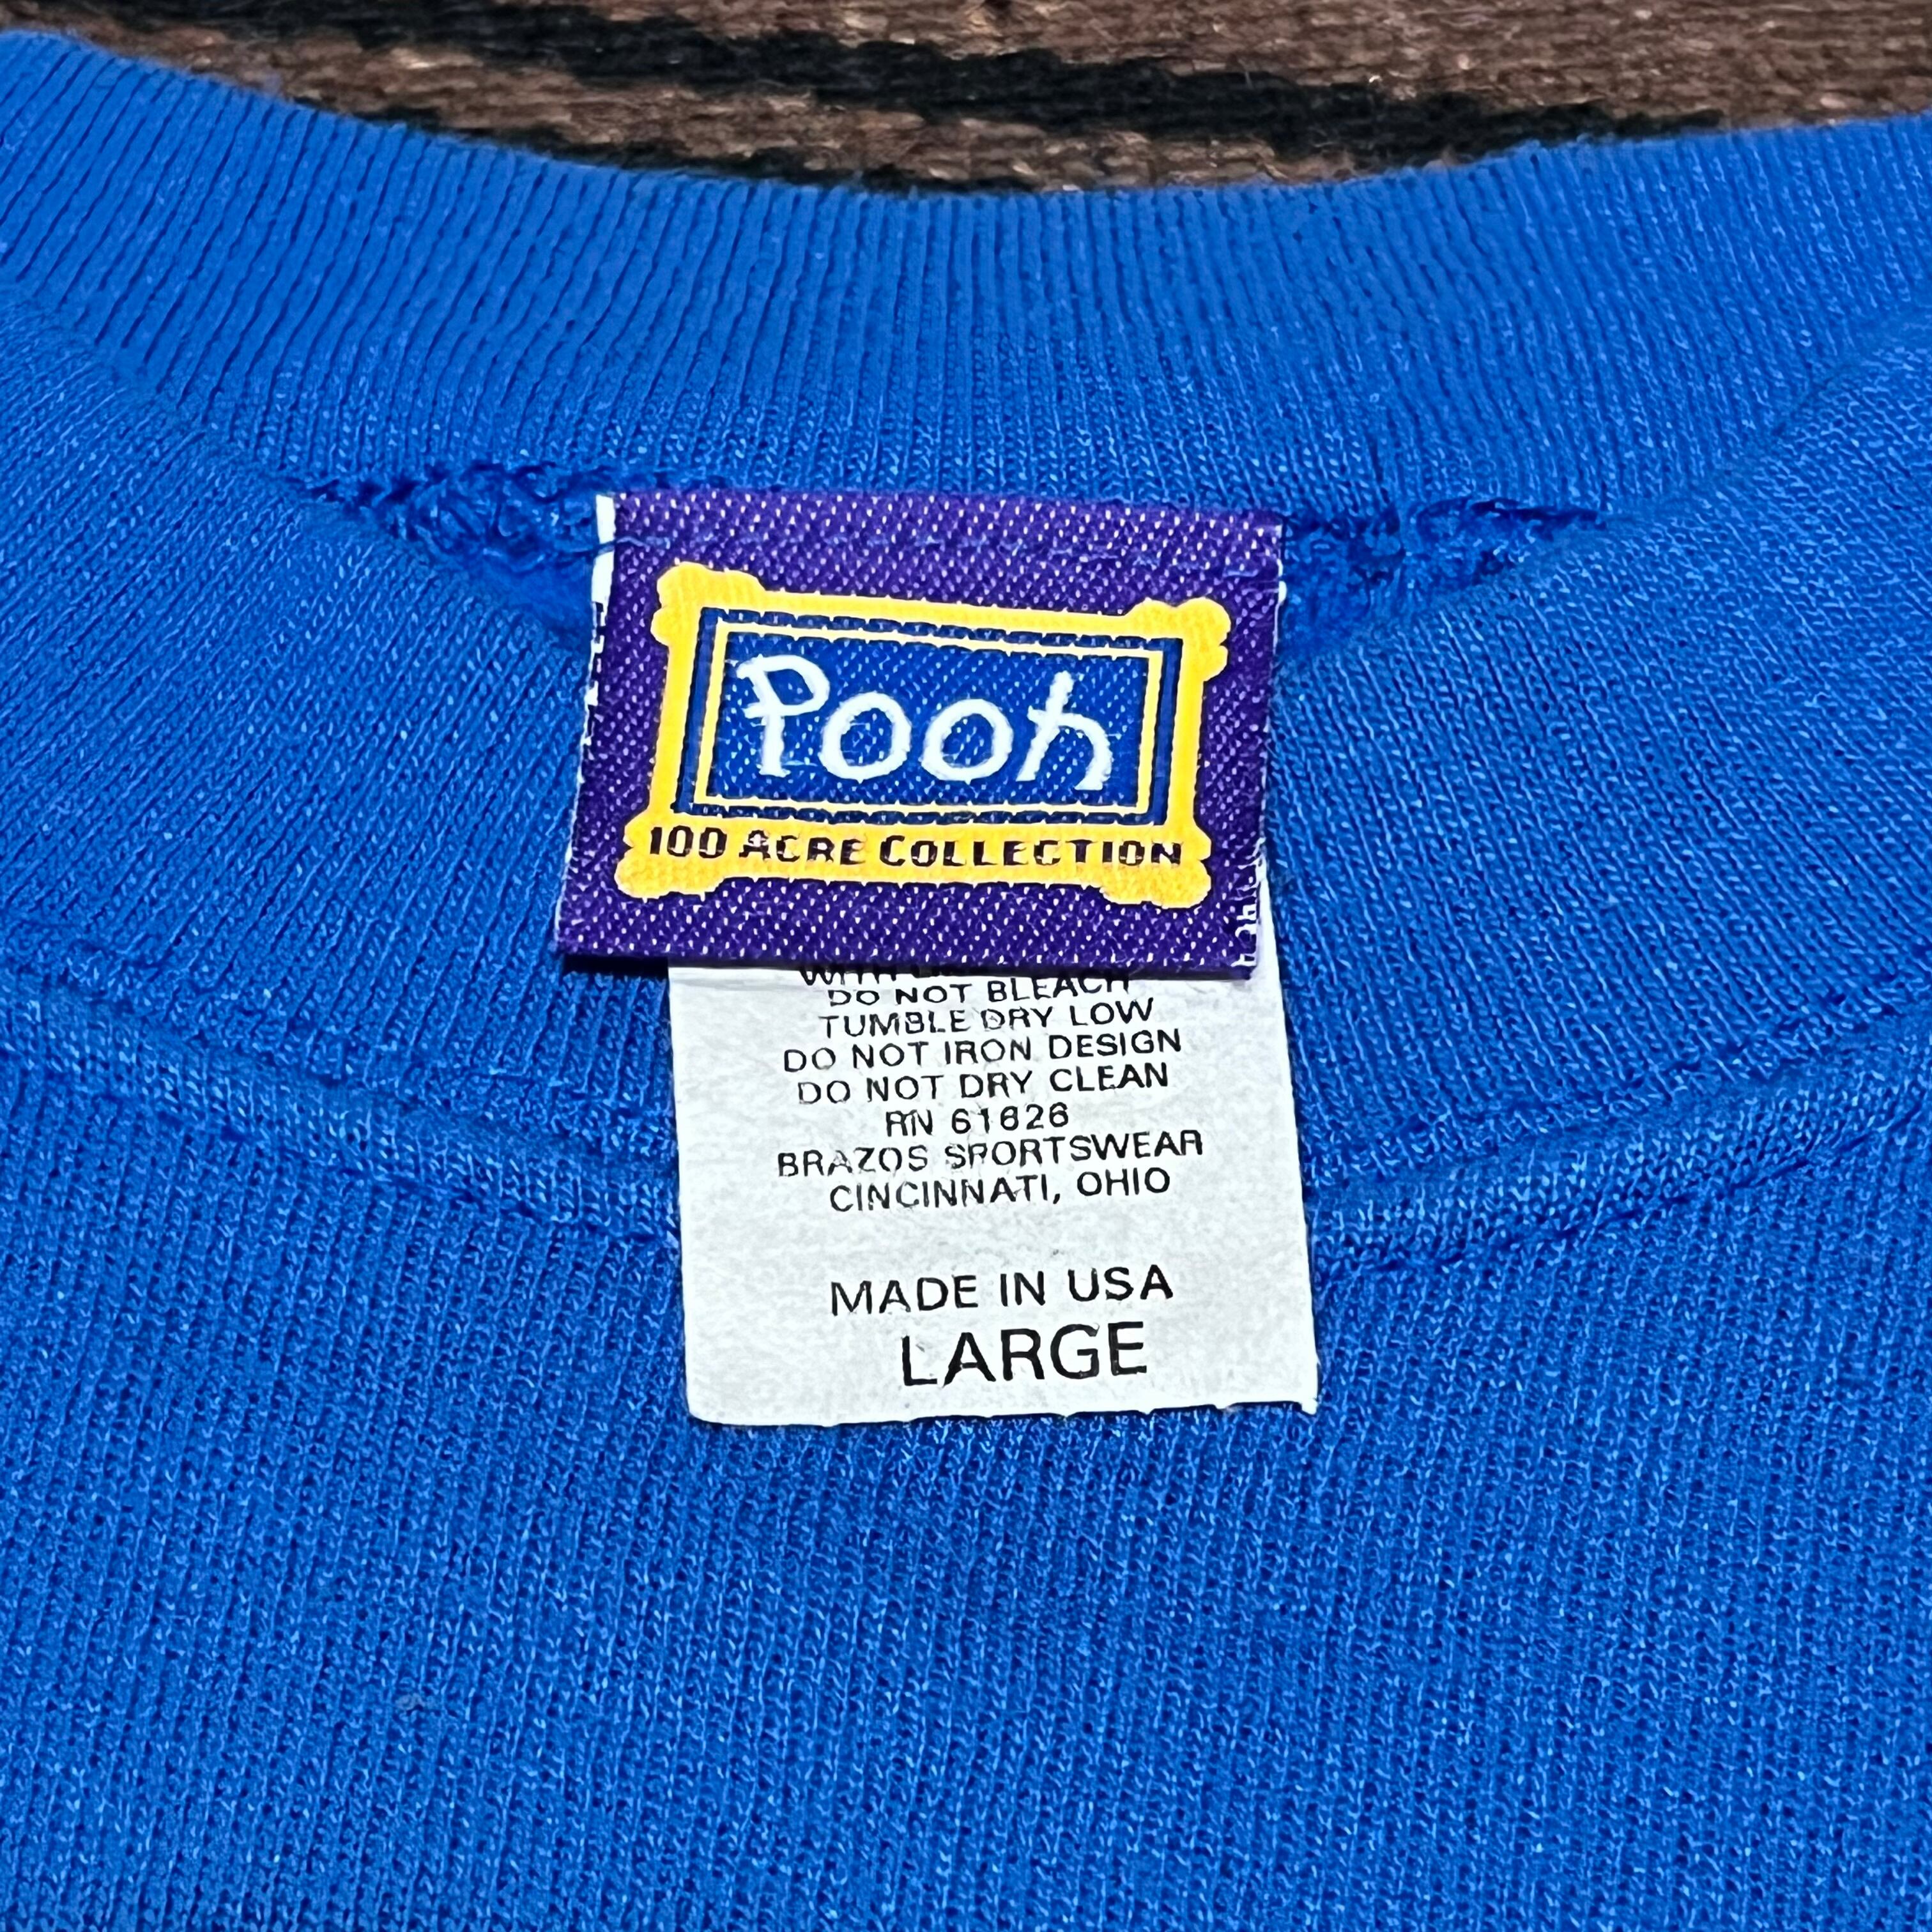 Pooh
100 ACRE COLLECTION
DO NOT BLEACH
TUMBLE DRY LOW
DO NOT IRON DESIGN
DO NOT DRY CLEAN
RN 61626
BRAZOS SPORTSWEAR
CINCINNATI, OHIO
MADE IN USA
LARGE